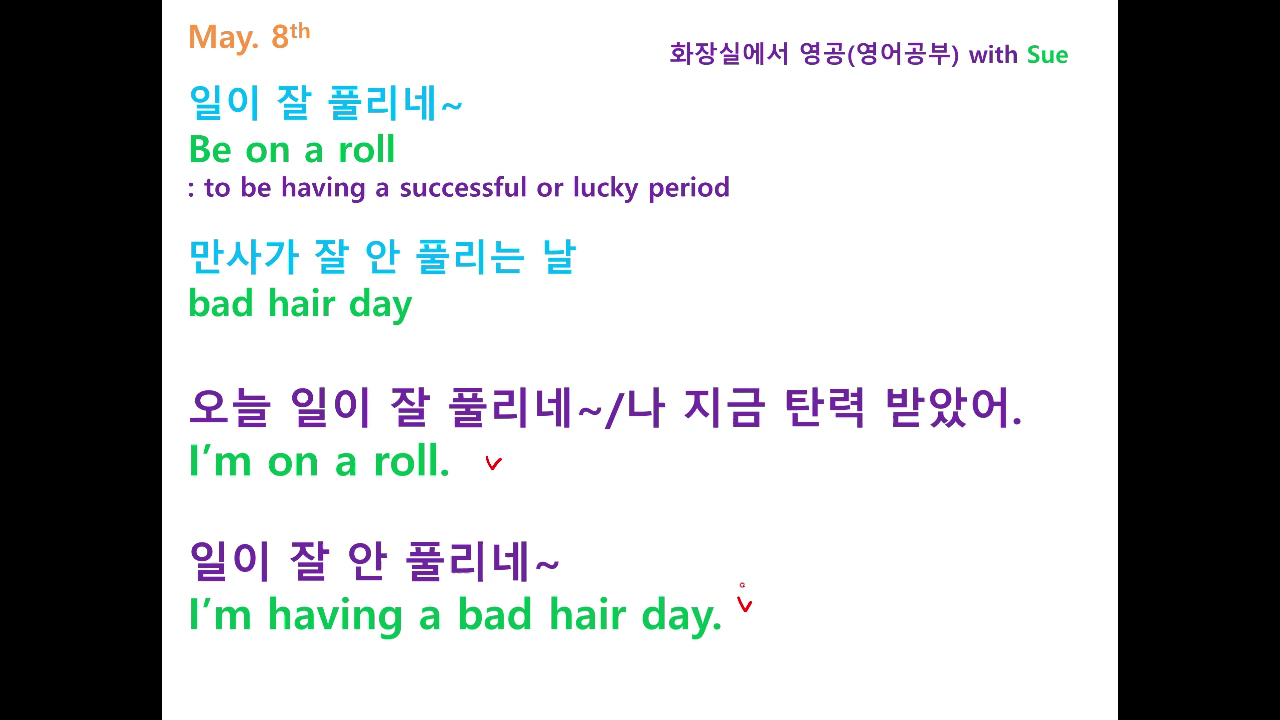 May. 8th
화장실에서 영공(영어공부) with Sue
일이 잘 풀리네~
Be on a roll
: to be having a successful or lucky period
만사가 잘 안 풀리는 날
bad hair day
오늘 일이 잘 풀리네~/나 지금 탄력 받았어.
I’m on a roll.
일이 잘 안 풀리네~
I’m having a bad hair day.